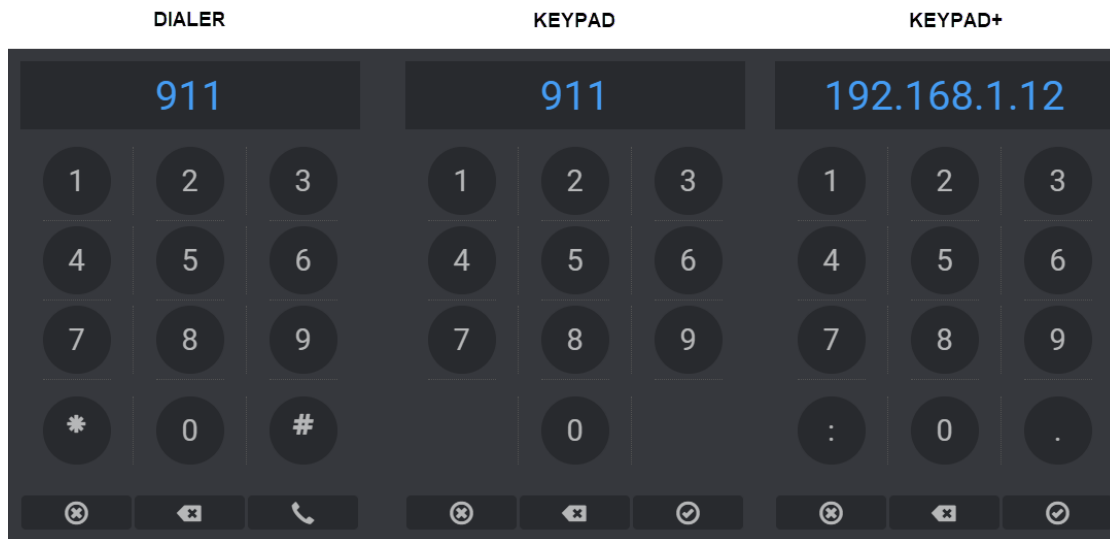 DIALER KEYPAD KEYPAD+
911 911 192.168.1.12
1 2 3 1 2 3 1 2 3
4 5 6 4 5 6 4 5 6
7 8 9 7 8 9 7 8 9
* 0 # 0 : 0 .